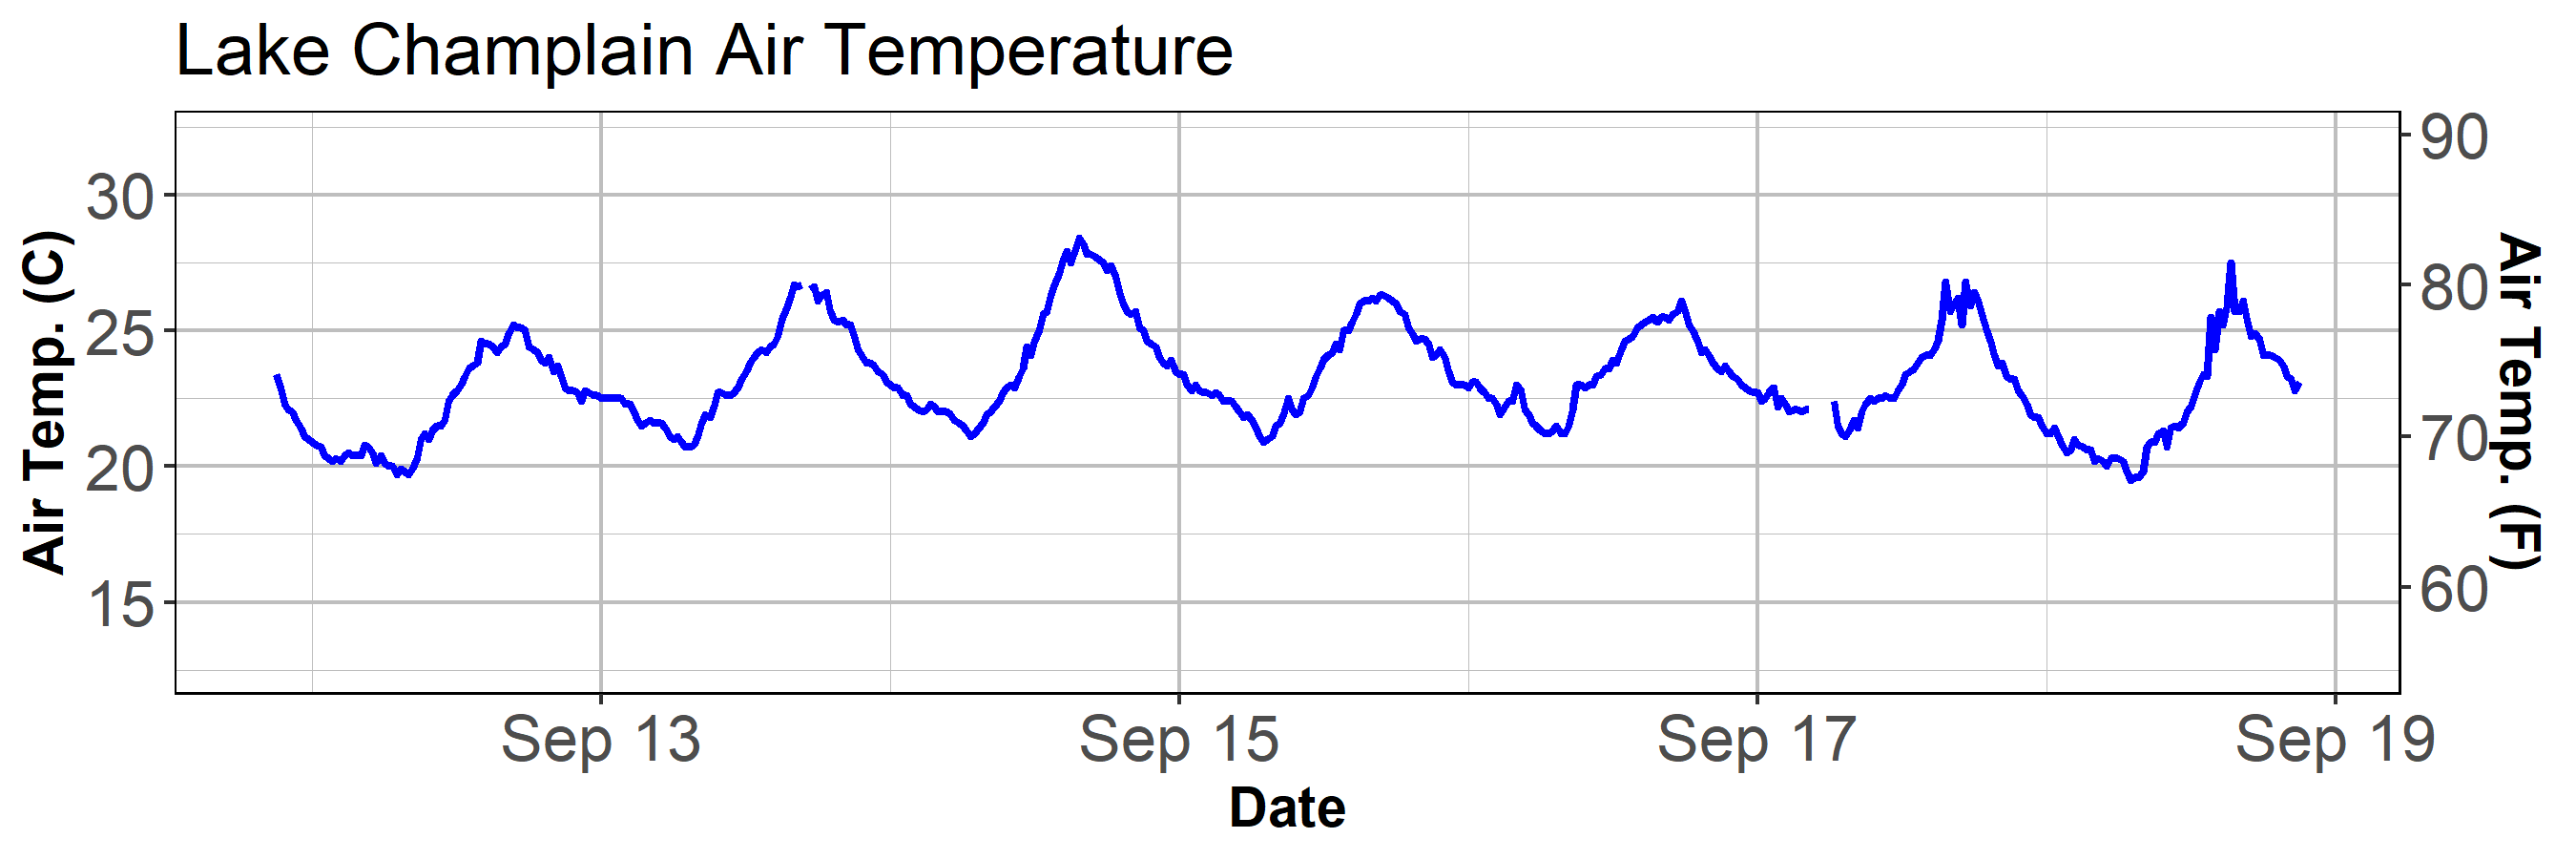 Lake Champlain Air Temperature
Air Temp. (C)
30
25
20
15
90
80
70
60
Air Temp. (F)
Sep 13
Sep 15
Sep 17
Sep 19
Date